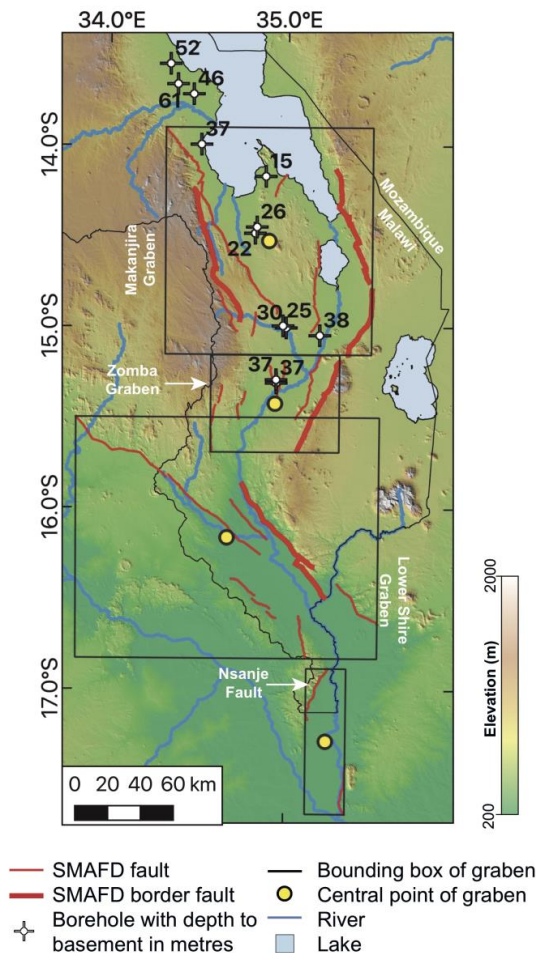 34.0°E 35.0°E
52
46
61
37
14.0°S
15
Mozambique
Malawi
26
22
Makanjira
Graben
30 25
38
15.0°S
Zomba
Graben
37 37
16.0°S
Lower Shire
Graben
2000
Elevation (m)
200
Nsanje
Fault
17.0°S
0 20 40 60 km
SMAFD fault
SMAFD border fault
Borehole with depth to
basement in metres
Bounding box of graben
Central point of graben
River
Lake